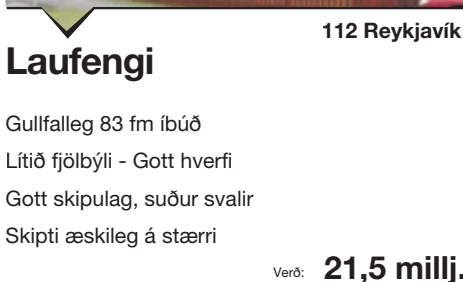 112 Reykjavík
Laufengi
Gullfalleg 83 fm íbúð
Lítið fjölbýli - Gott hverfi
Gott skipulag, suður svalir
Skipti æskileg á stærri
Verð: 21,5 millj.